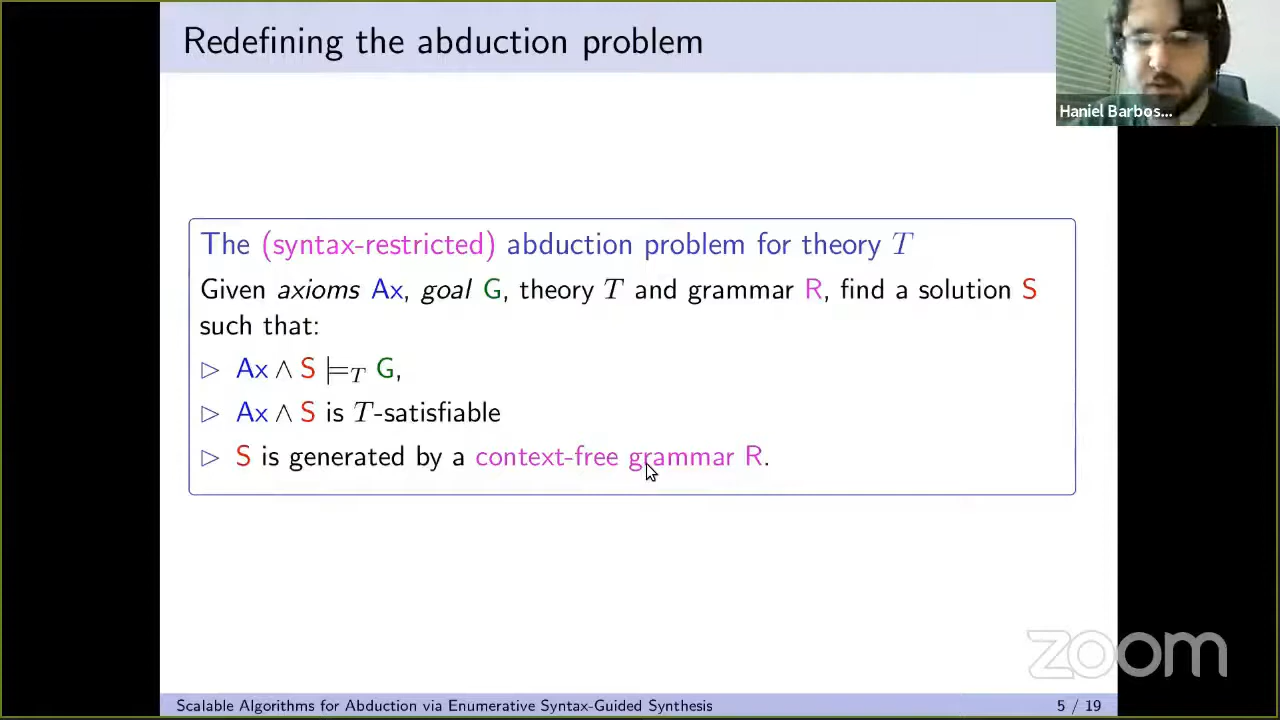 Redefining the abduction problem
Haniel Barbos...
The (syntax-restricted) abduction problem for theory T
Given axioms Ax, goal G, theory T and grammar R, find a solution S
such that:
▷ Ax ∧ S ⊨T G,
▷ Ax ∧ S is T-satisfiable
▷ S is generated by a context-free grammar R.
zoom
Scalable Algorithms for Abduction via Enumerative Syntax-Guided Synthesis 5 / 19